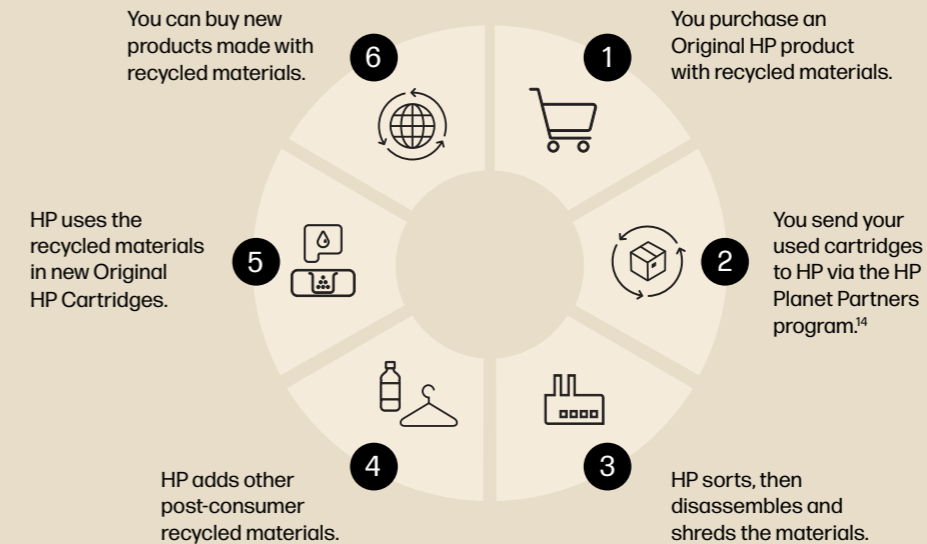 1
You purchase an
Original HP product
with recycled materials.
2
You send your
used cartridges
to HP via the HP
Planet Partners
program.¹⁴
3
HP sorts, then
disassembles and
shreds the materials.
4
HP adds other
post-consumer
recycled materials.
5
HP uses the
recycled materials
in new Original
HP Cartridges.
6
You can buy new
products made with
recycled materials.